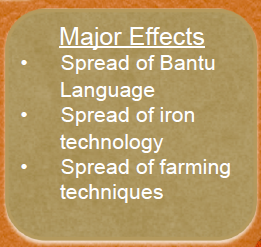 Major Effects
• Spread of Bantu
Language
• Spread of iron
technology
• Spread of farming
techniques